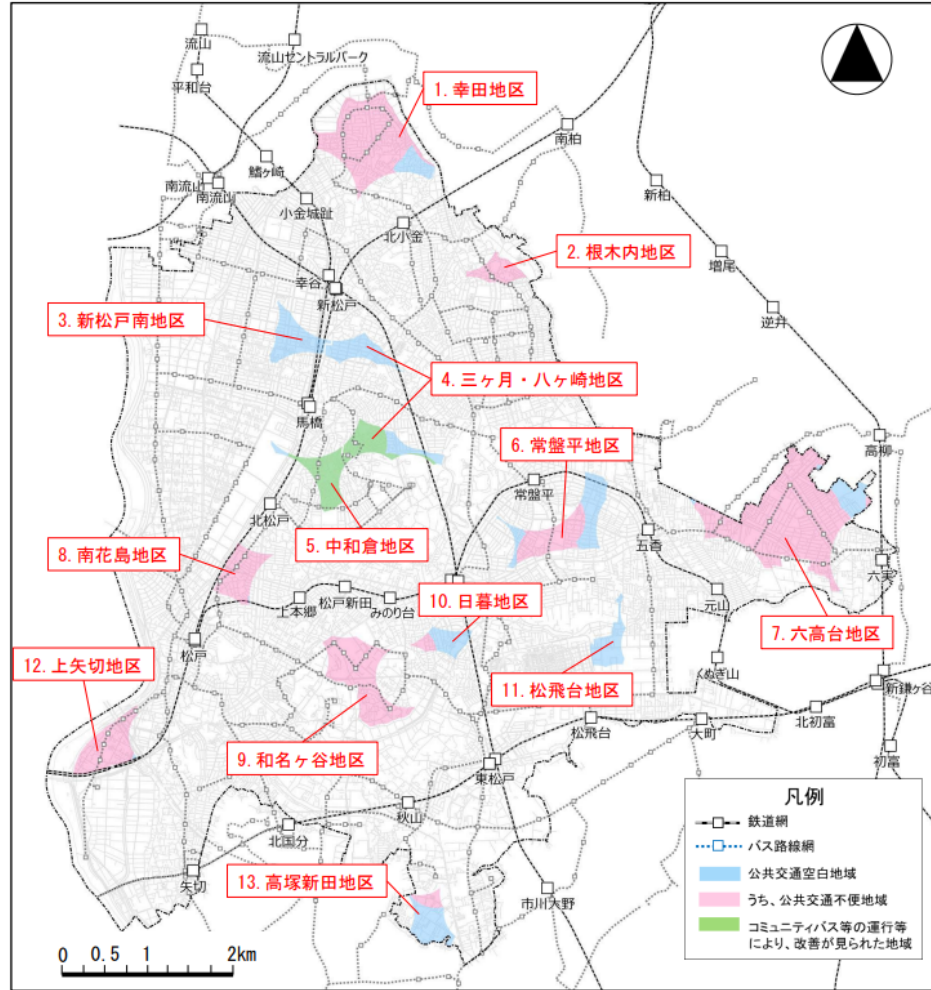 流山
流山セントラルパーク
平和台
1. 幸田地区
南柏
鰭ヶ崎
南流山
南流山
新柏
小金城趾
北小金
2. 根木内地区
増尾
幸谷
新松戸
逆井
3. 新松戸南地区
4. 三ヶ月・八ヶ崎地区
馬橋
6. 常盤平地区
高柳
常盤平
北松戸
5. 中和倉地区
五香
8. 南花島地区
六実
松戸新田
10. 日暮地区
元山
上本郷
みのり台
7. 六高台地区
松戸
12. 上矢切地区
くぬぎ山
11. 松飛台地区
新鎌ヶ谷
北初富
松飛台
大町
9. 和名ヶ谷地区
初富
東松戸
秋山
北国分
矢切
13. 高塚新田地区
市川大野
凡例
鉄道網
バス路線網
公共交通空白地域
うち、公共交通不便地域
コミュニティバス等の運行等
により、改善が見られた地域
0 0.5 1 2km